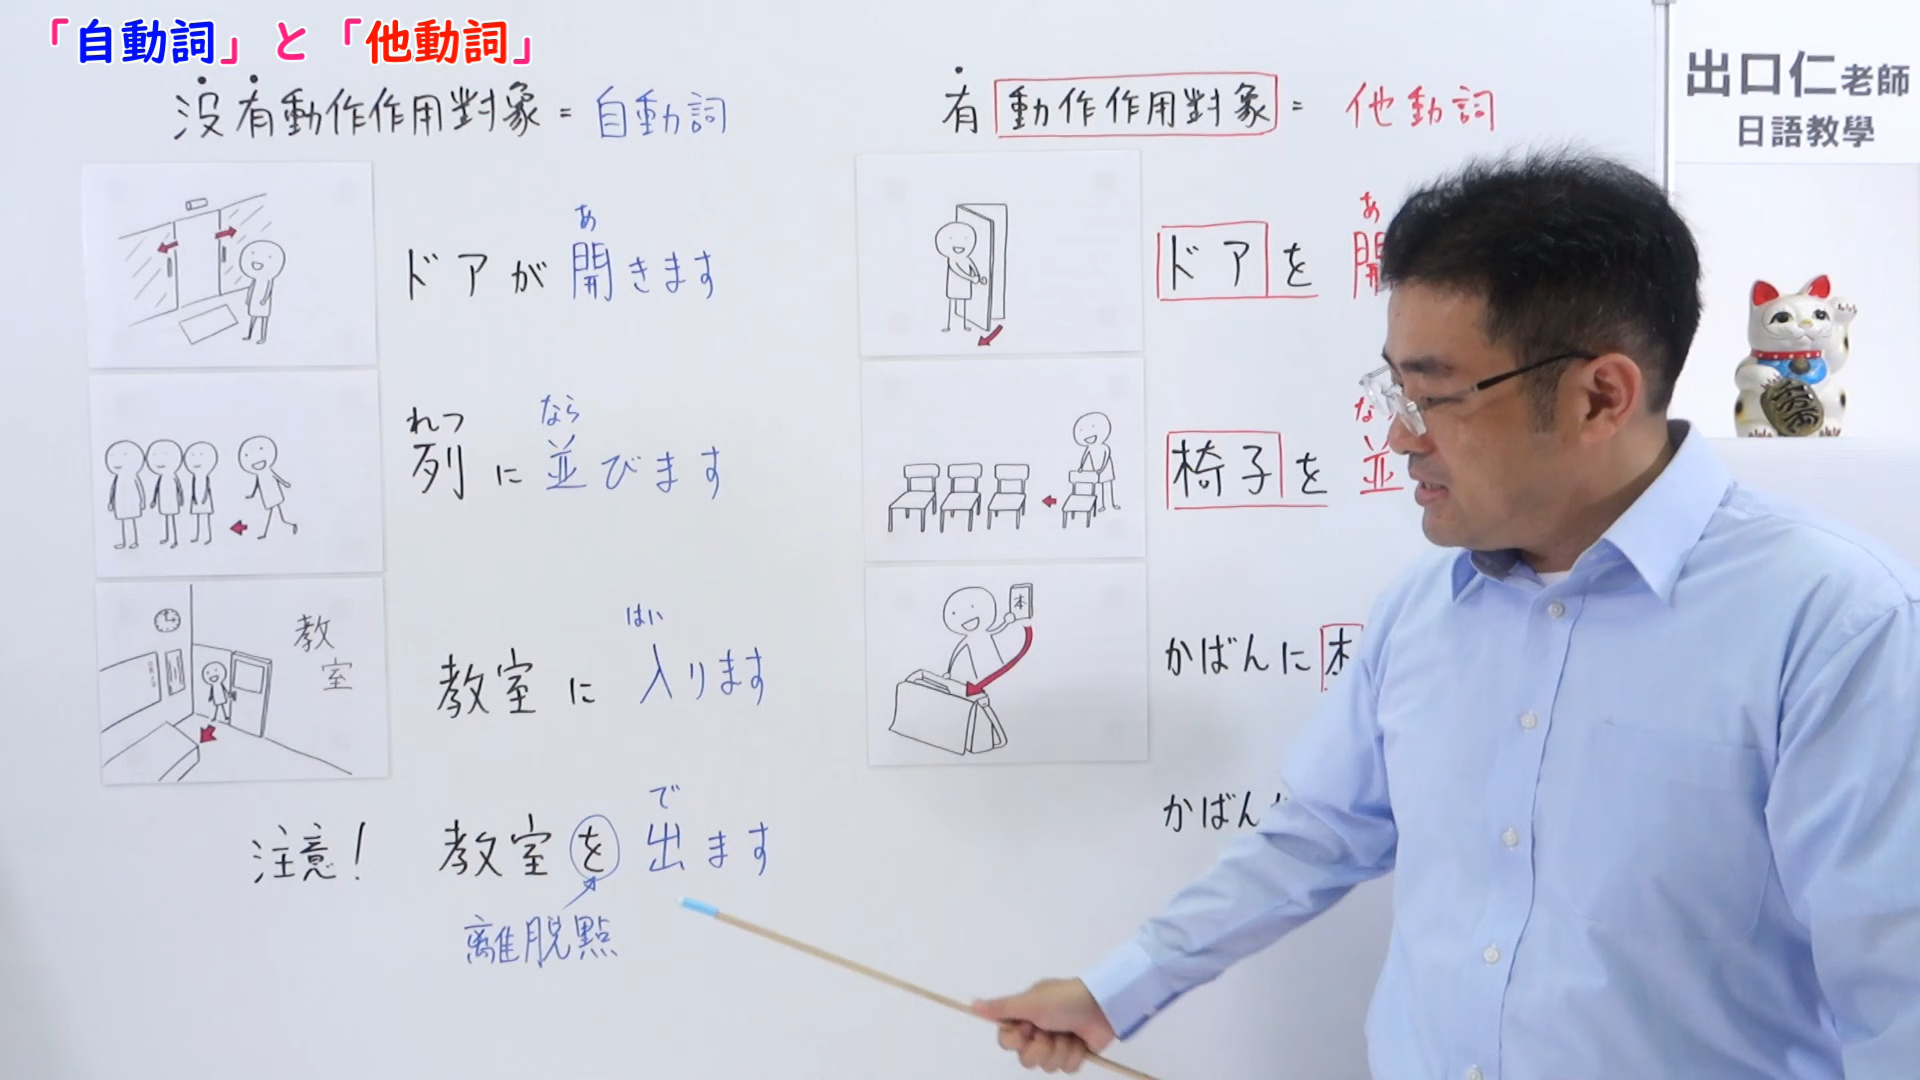 「自動詞」と「他動詞」
出口仁老師
日語教學
没有動作作用對象=自動詞
あ
ドアが開きます
れつ なら
列に並びます
教室
はい
教室に入ります
で
注意! 教室を出ます
離脱點
有動作作用對象=他動詞
あ
ドアを開
な
椅子を並
本
かばんに本
かばん